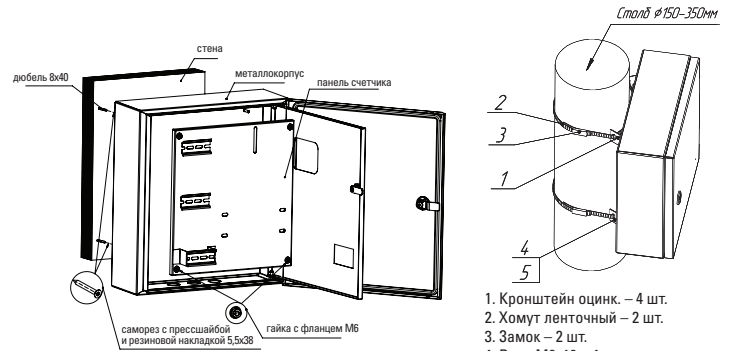 стена
дюбель 8х40
металлокорпус
панель счетчика
саморез с прессшайбой
и резиновой накладкой 5,5х38
гайка с фланцем М6
Столб ⌀150-350мм
2
3
1
4
5
1. Кронштейн оцинк. – 4 шт.
2. Хомут ленточный – 2 шт.
3. Замок – 2 шт.